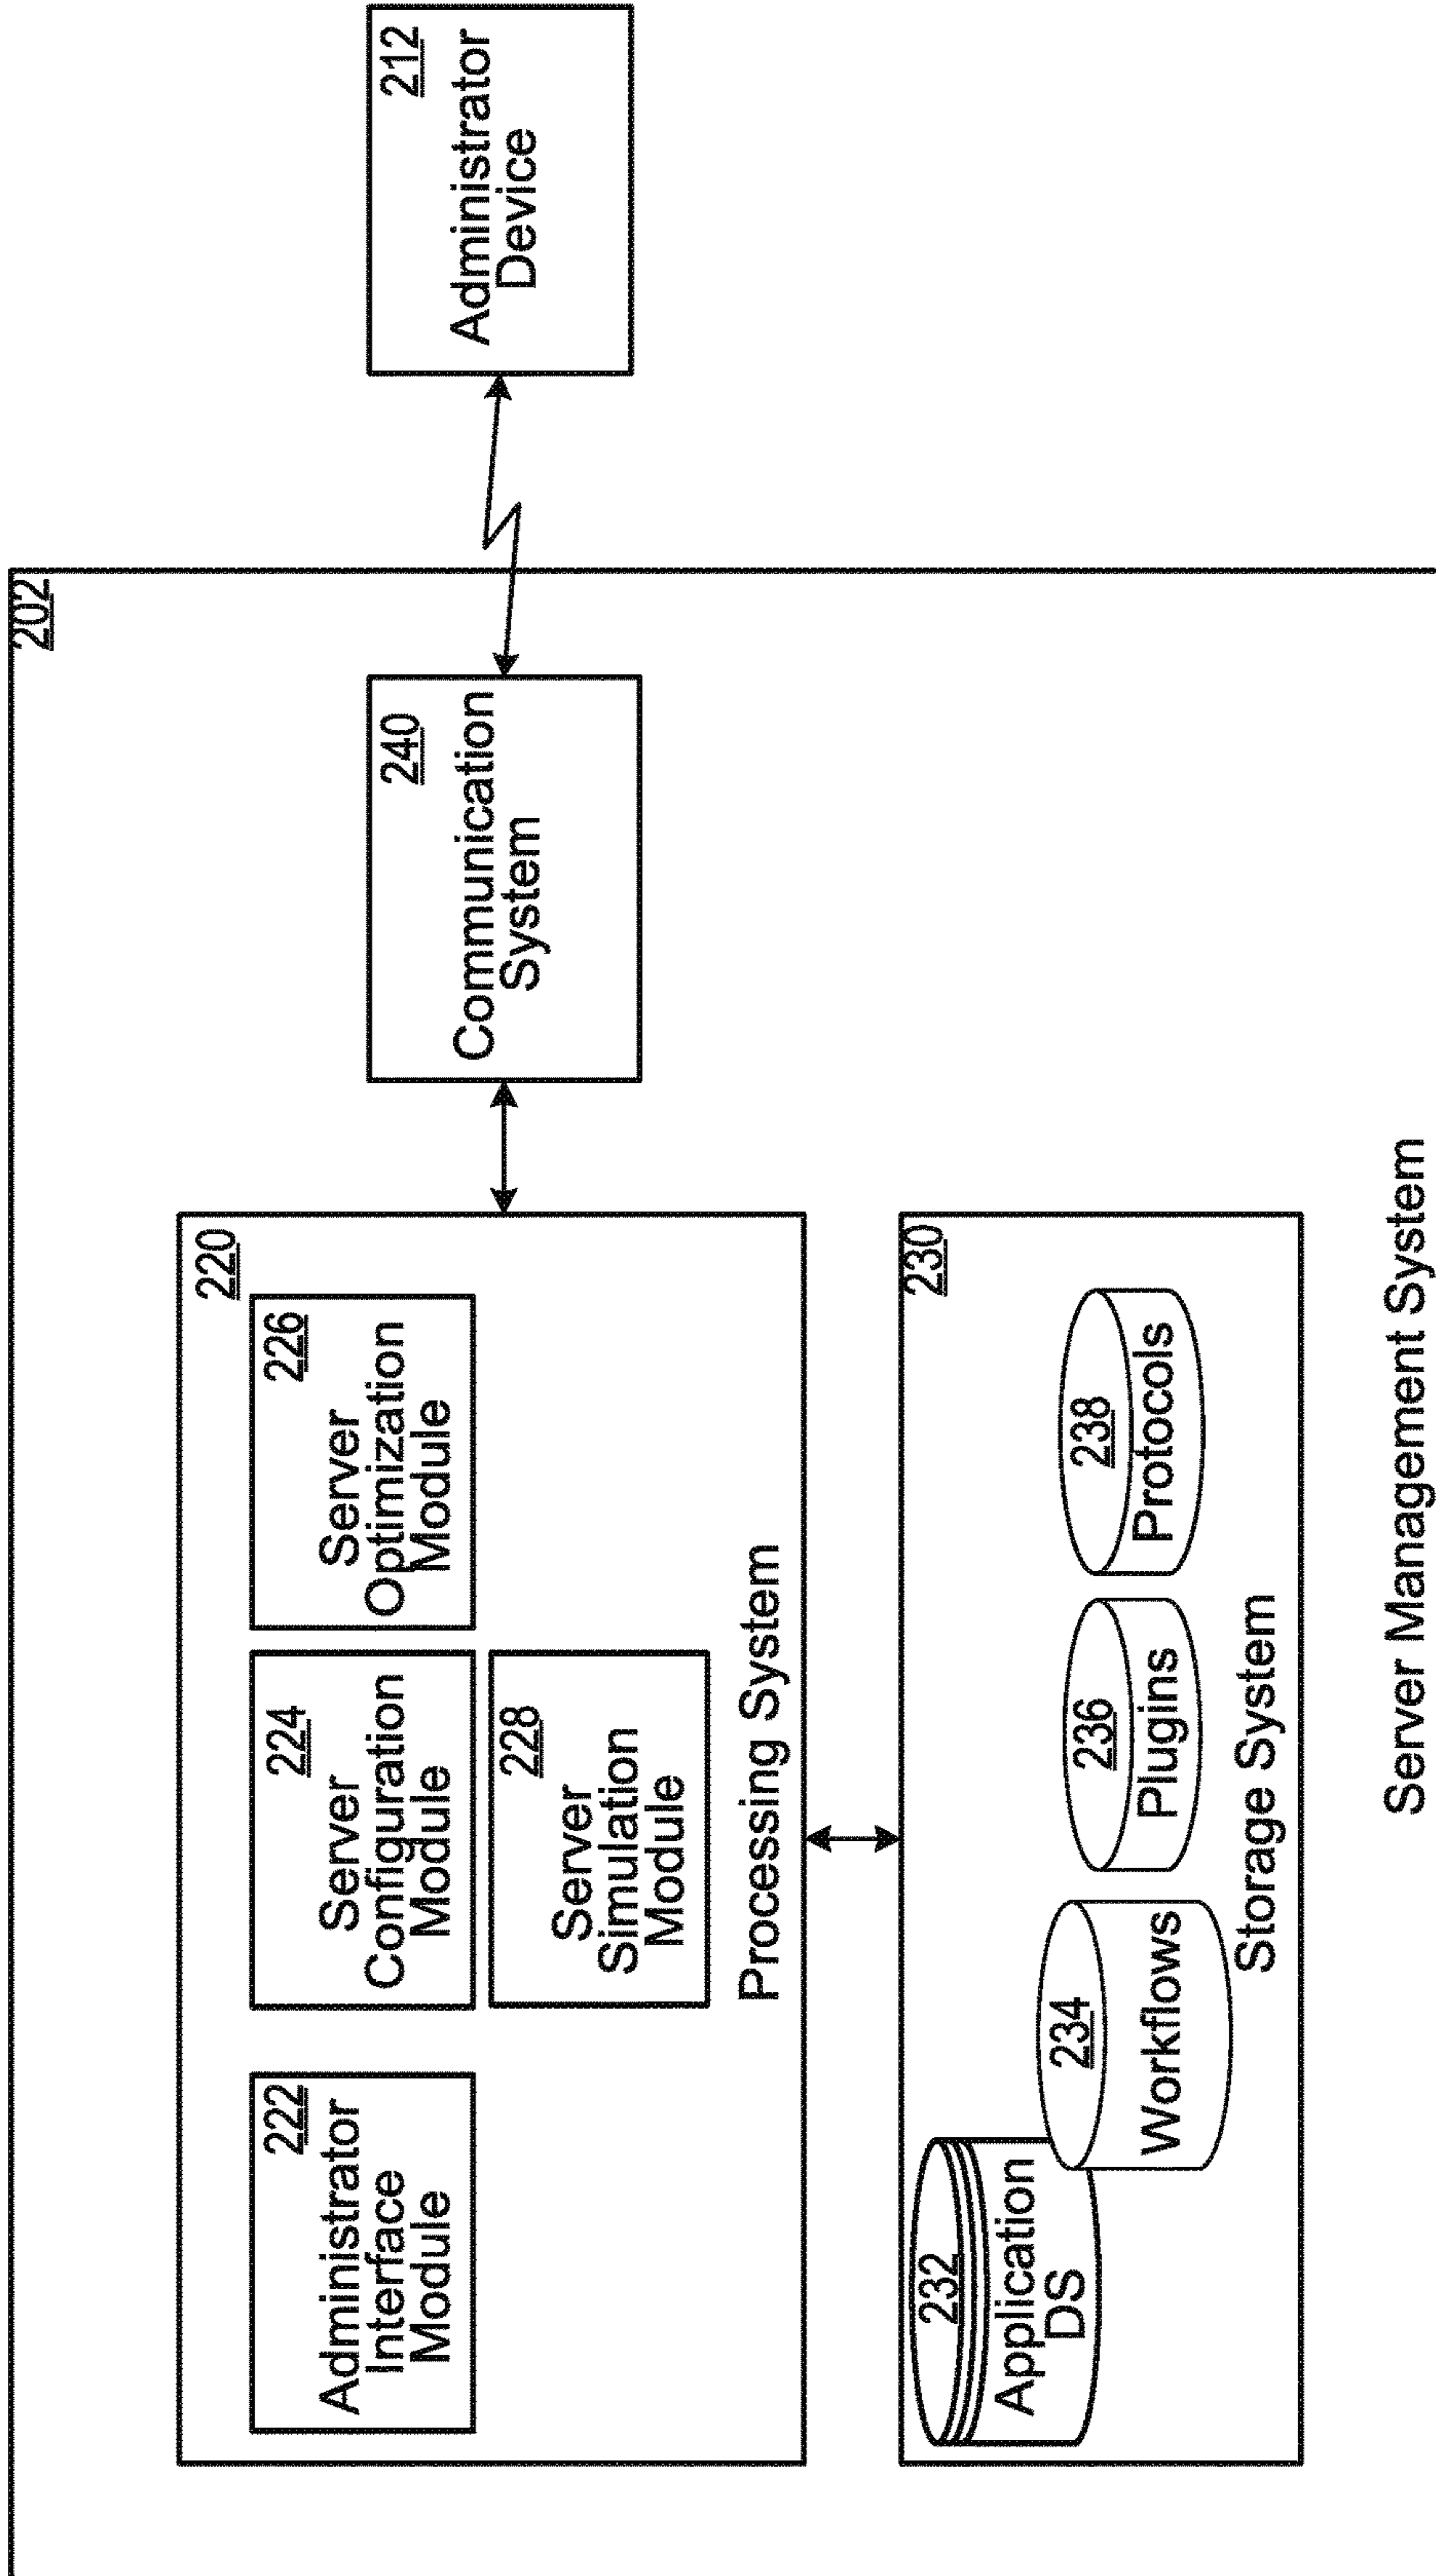 202
220
222
Administrator
Interface
Module
224
Server
Configuration
Module
226
Server
Optimization
Module
228
Server
Simulation
Module
Processing System
240
Communication
System
212
Administrator
Device
230
232
Application
DS
234
Workflows
236
Plugins
238
Protocols
Storage System
Server Management System